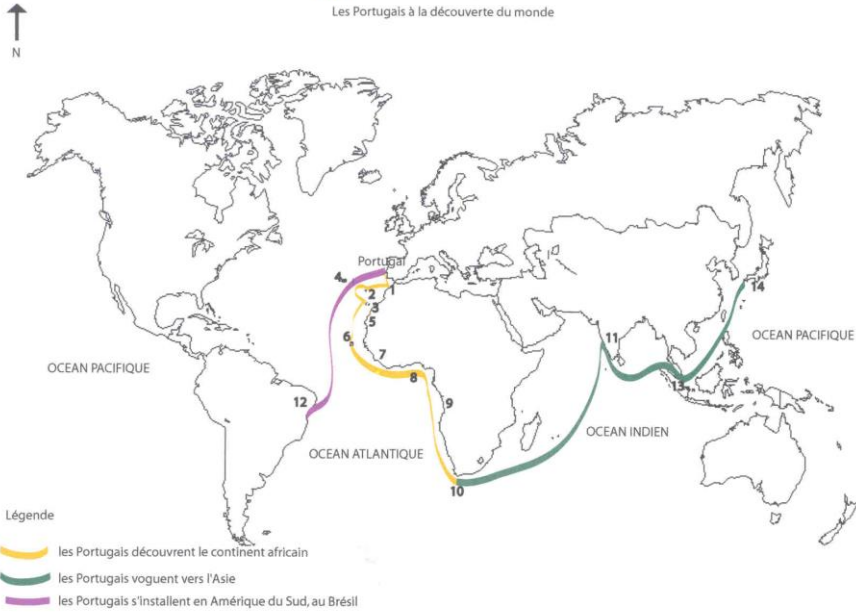 Les Portugais à la découverte du monde
N
Portugal
4
1
2
3
5
6
7
8
9
10
11
12
13
14
OCEAN PACIFIQUE
OCEAN PACIFIQUE
OCEAN ATLANTIQUE
OCEAN INDIEN
Légende
les Portugais découvrent le continent africain
les Portugais voguent vers l'Asie
les Portugais s'installent en Amérique du Sud, au Brésil